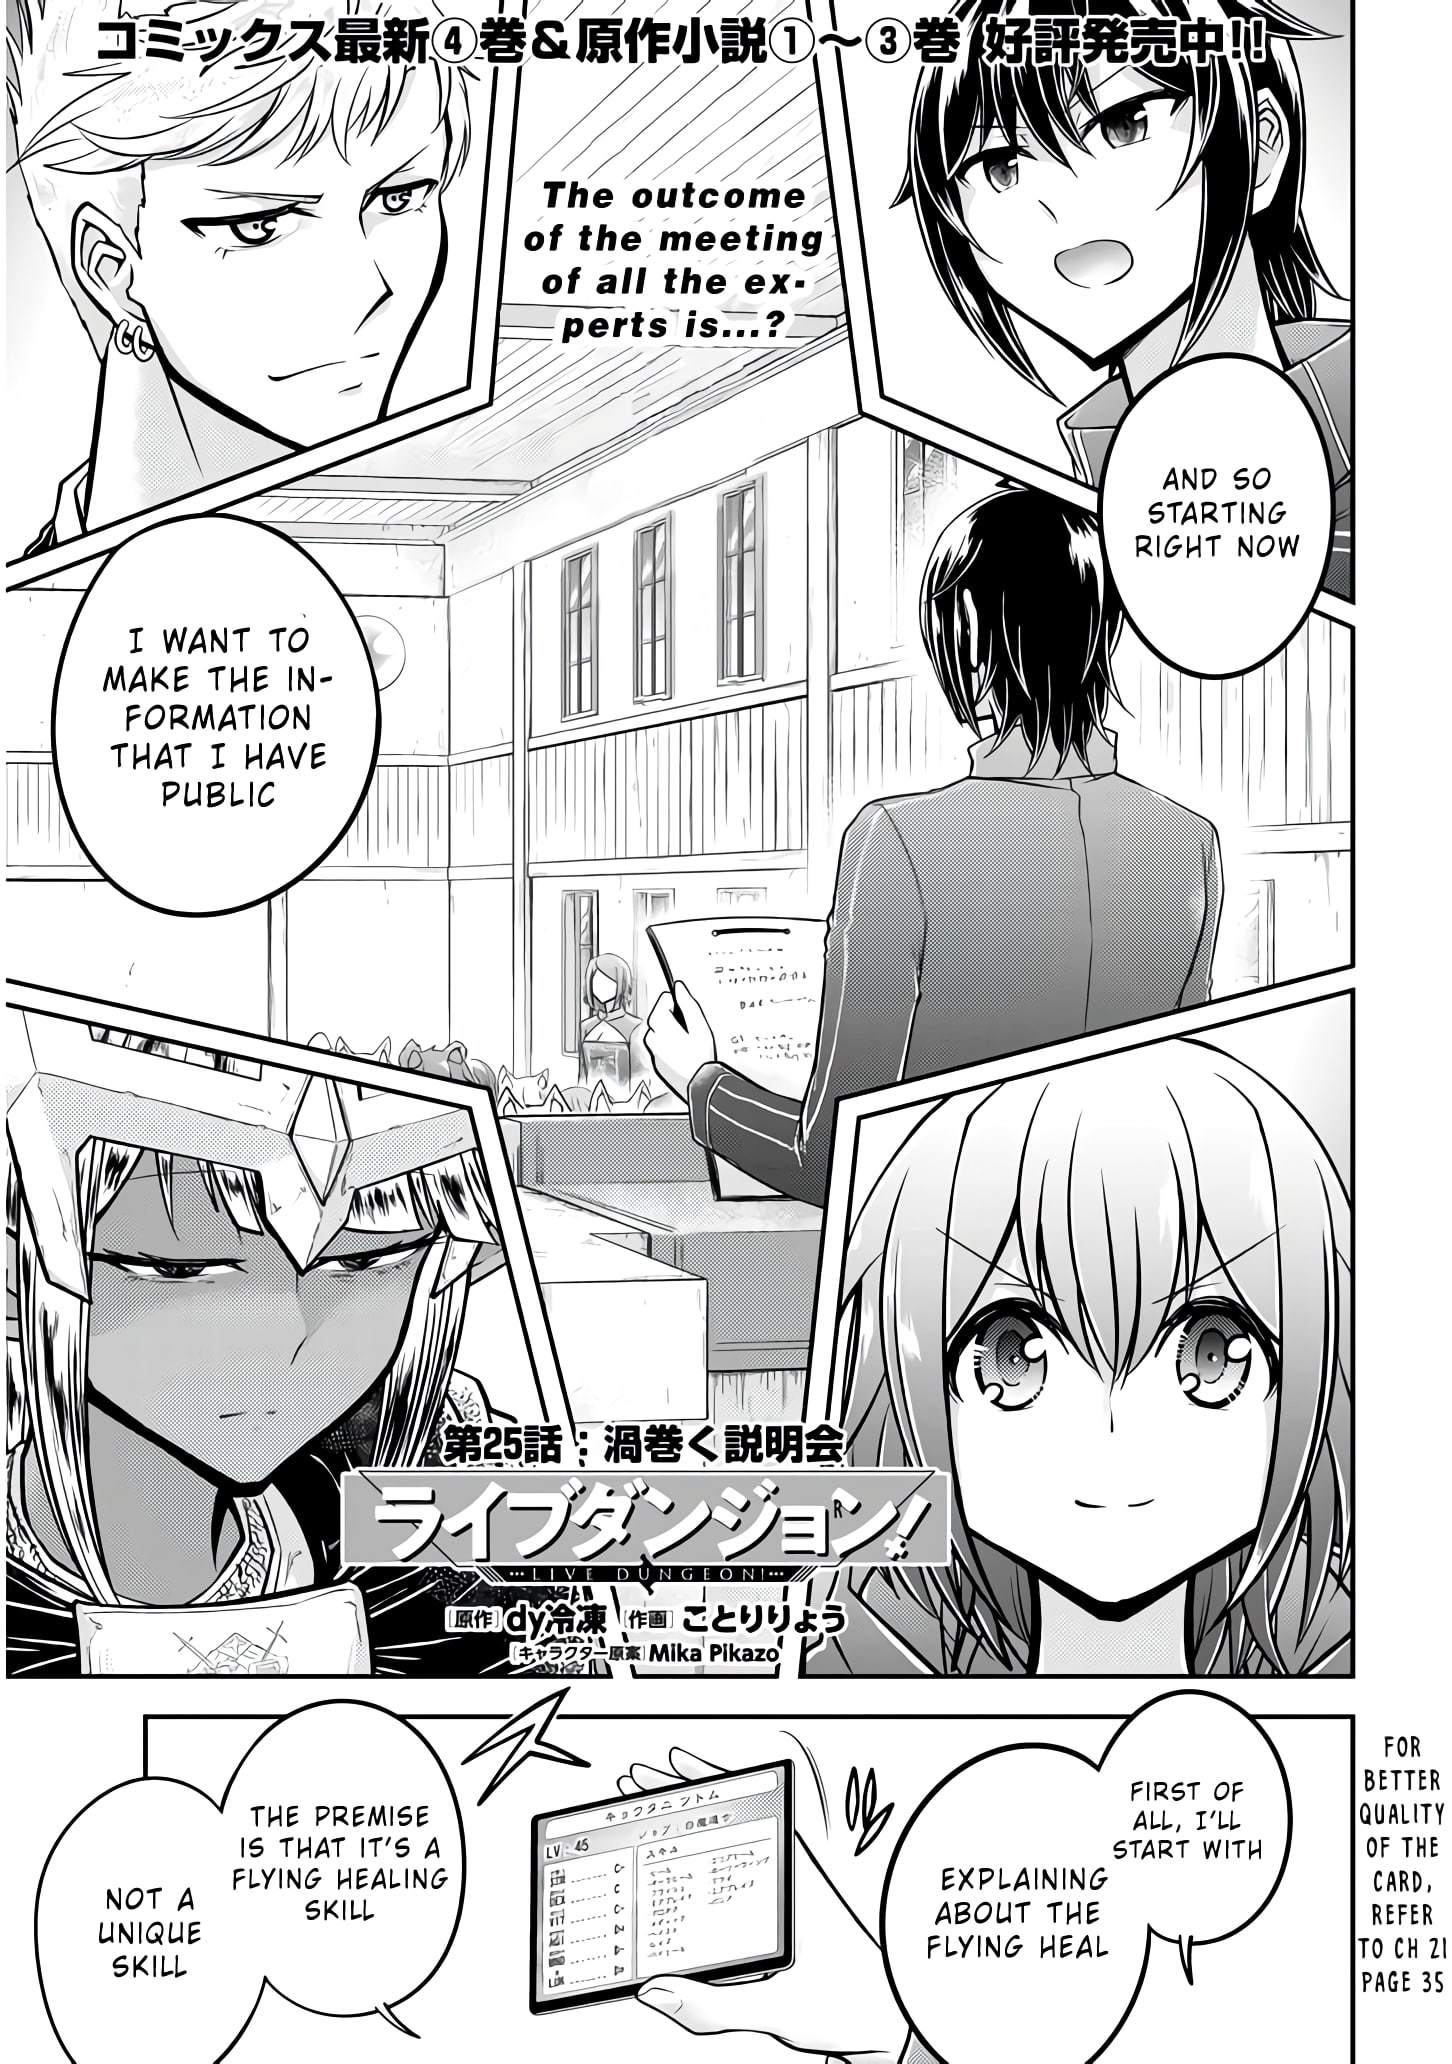 コミックス最新④巻＆原作小説①〜③巻 好評発売中!!
The outcome
of the meeting
of all the ex-
perts is...?
AND SO
STARTING
RIGHT NOW
I WANT TO
MAKE THE IN-
FORMATION
THAT I HAVE
PUBLIC
第25話：渦巻く説明会
ライブダンジョン!
R
LIVE DUNGEON!
[原作] dy冷凍 [作画] ことりりょう
[キャラクター原案] Mika Pikazo
FIRST OF
ALL, I'LL
START WITH
EXPLAINING
ABOUT THE
FLYING HEAL
LV : 45
THE PREMISE
IS THAT IT'S A
FLYING HEALING
SKILL
NOT A
UNIQUE
SKILL
FOR
BETTER
QUALITY
OF THE
CARD,
REFER
TO CH 21
PAGE 35